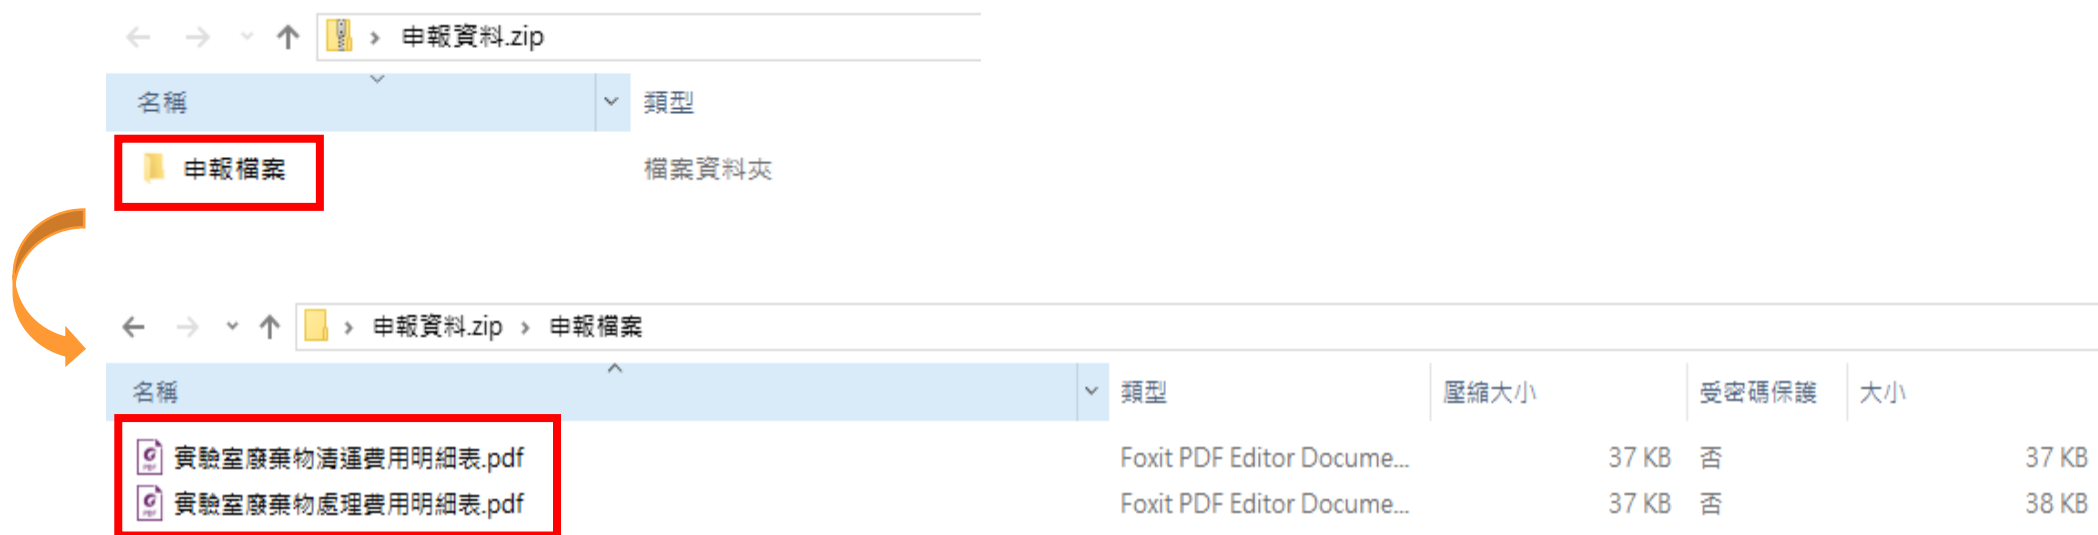 申報資料.zip
名稱 類型
申報檔案 檔案資料夾
申報資料.zip 申報檔案
名稱 類型 壓縮大小 受密碼保護 大小
實驗室廢棄物清運費用明細表.pdf Foxit PDF Editor Docume... 37 KB 否 37 KB
實驗室廢棄物處理費用明細表.pdf Foxit PDF Editor Docume... 37 KB 否 38 KB